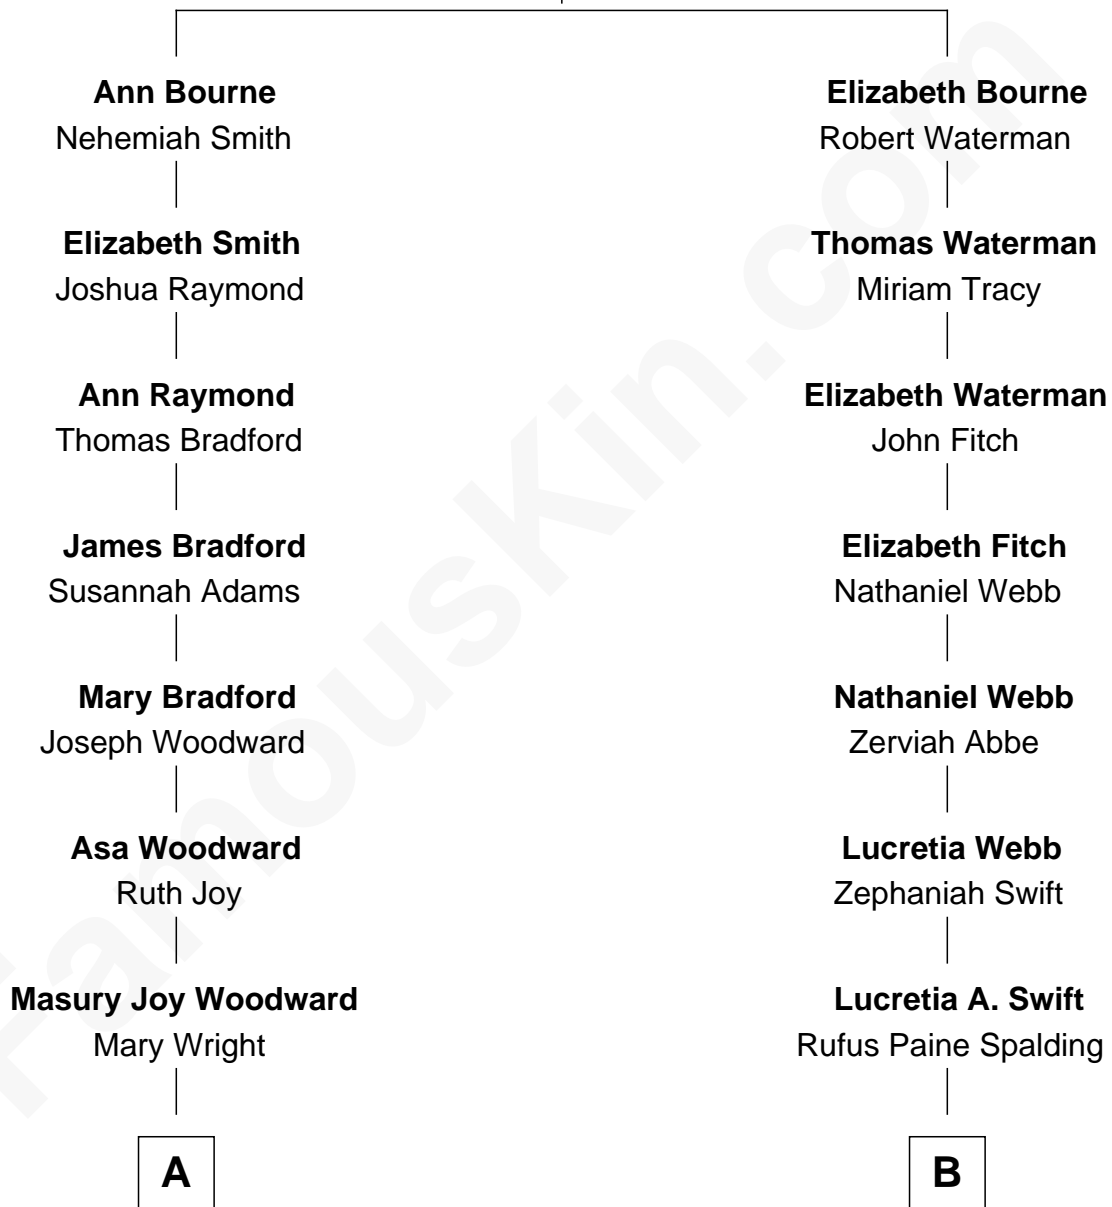 Ann Bourne
Nehemiah Smith
Elizabeth Smith
Joshua Raymond
Ann Raymond
Thomas Bradford
James Bradford
Susannah Adams
Mary Bradford
Joseph Woodward
Asa Woodward
Ruth Joy
Masury Joy Woodward
Mary Wright
A
Elizabeth Bourne
Robert Waterman
Thomas Waterman
Miriam Tracy
Elizabeth Waterman
John Fitch
Elizabeth Fitch
Nathaniel Webb
Nathaniel Webb
Zerviah Abbe
Lucretia Webb
Zephaniah Swift
Lucretia A. Swift
Rufus Paine Spalding
B
FamousKin.com